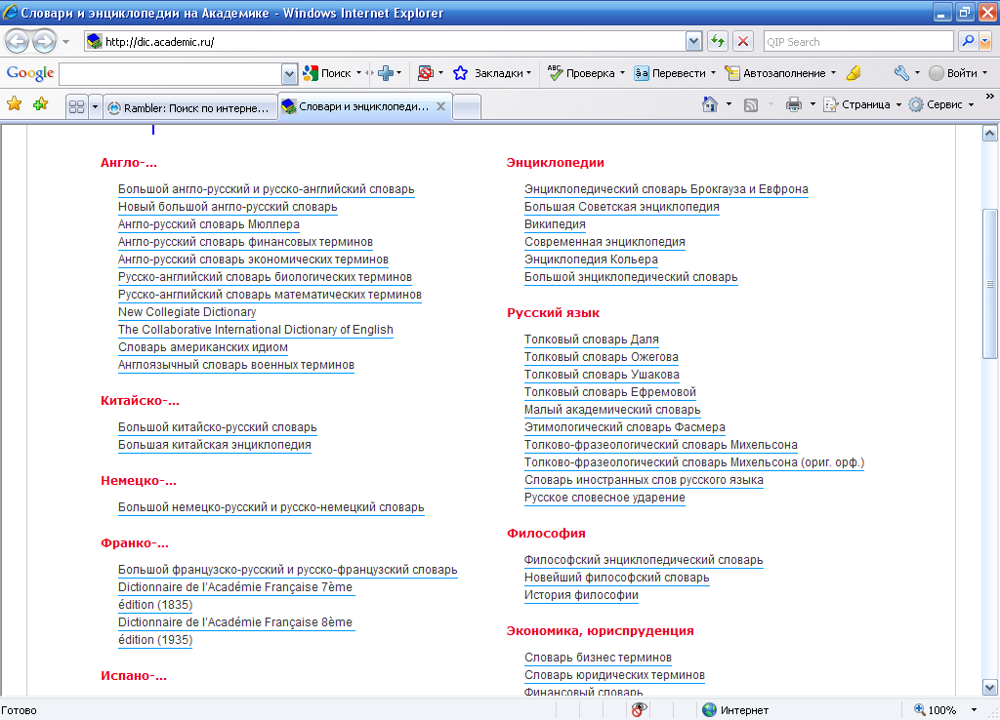 Словари и энциклопедии на Академике - Windows Internet Explorer
http://dic.academic.ru/
QIP Search
Google
Поиск
Закладки
ABC
Проверка
âä
Перевести
Автозаполнение
Войти
Rambler: Поиск по интерне...
Словари и энциклопеди...
Страница
Сервис
»
Англо-...
Большой англо-русский и русско-английский словарь
Новый большой англо-русский словарь
Англо-русский словарь Мюллера
Англо-русский словарь финансовых терминов
Англо-русский словарь экономических терминов
Русско-английский словарь биологических терминов
Русско-английский словарь математических терминов
New Collegiate Dictionary
The Collaborative International Dictionary of English
Словарь американских идиом
Англоязычный словарь военных терминов
Китайско-...
Большой китайско-русский словарь
Большая китайская энциклопедия
Немецко-...
Большой немецко-русский и русско-немецкий словарь
Франко-...
Большой французско-русский и русско-французский словарь
Dictionnaire de l'Académie Française 7ème
édition (1835)
Dictionnaire de l'Académie Française 8ème
édition (1935)
Испано-...
Энциклопедии
Энциклопедический словарь Брокгауза и Евфрона
Большая Советская энциклопедия
Википедия
Современная энциклопедия
Энциклопедия Кольера
Большой энциклопедический словарь
Русский язык
Толковый словарь Даля
Толковый словарь Ожегова
Толковый словарь Ушакова
Толковый словарь Ефремовой
Малый академический словарь
Этимологический словарь Фасмера
Толково-фразеологический словарь Михельсона
Толково-фразеологический словарь Михельсона (ориг. орф.)
Словарь иностранных слов русского языка
Русское словесное ударение
Философия
Философский энциклопедический словарь
Новейший философский словарь
История философии
Экономика, юриспруденция
Словарь бизнес терминов
Словарь юридических терминов
Финансовый словарь
Готово
Интернет
100%